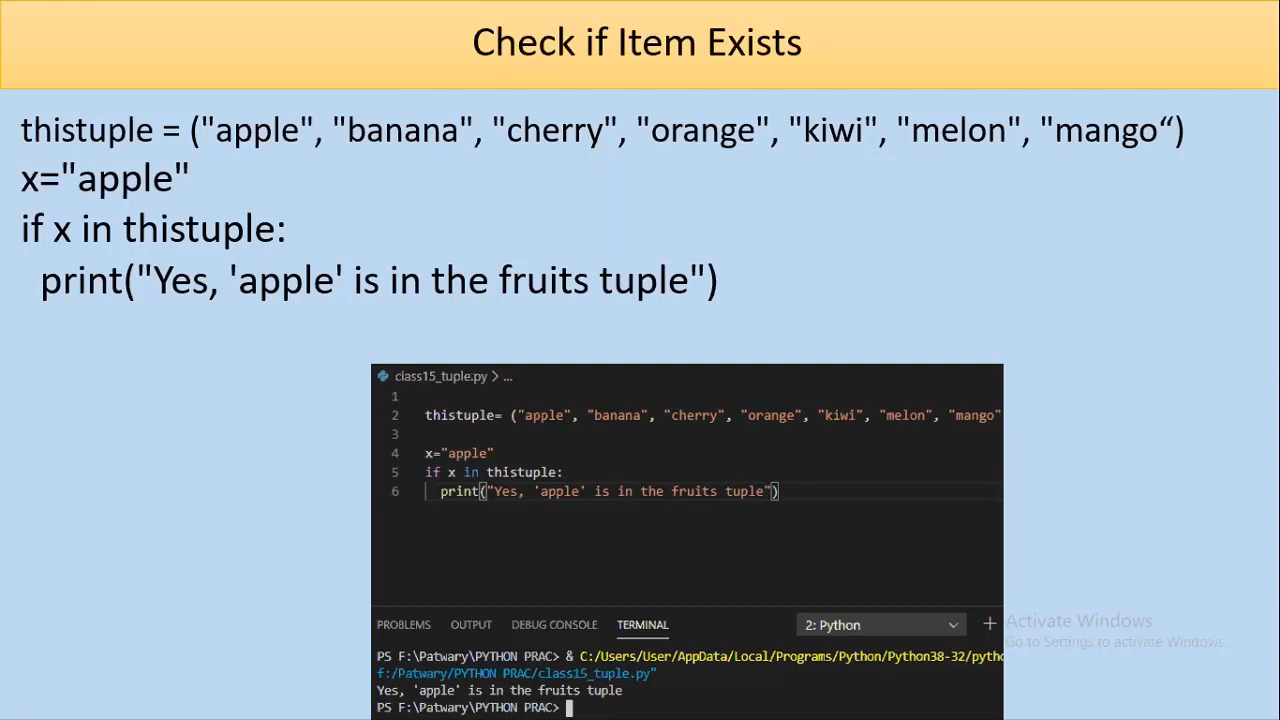 Check if Item Exists
thistuple = ("apple", "banana", "cherry", "orange", "kiwi", "melon", "mango“)
x="apple"
if x in thistuple:
  print("Yes, 'apple' is in the fruits tuple")
class15_tuple.py > ...
1
2 thistuple= ("apple", "banana", "cherry", "orange", "kiwi", "melon", "mango"
3
4 x="apple"
5 if x in thistuple:
6   print("Yes, 'apple' is in the fruits tuple")
PROBLEMS OUTPUT DEBUG CONSOLE TERMINAL 2: Python
Activate Windows
Go to Settings to activate Windows.
PS F:\Patwary\PYTHON PRAC> & C:/Users/User/AppData/Local/Programs/Python/Python38-32/pytho
f:/Patwary/PYTHON PRAC/class15_tuple.py"
Yes, 'apple' is in the fruits tuple
PS F:\Patwary\PYTHON PRAC>